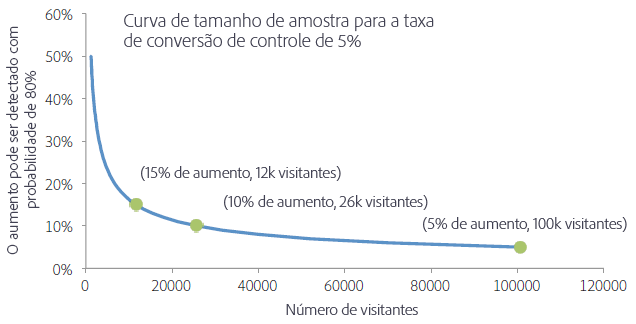 Curva de tamanho de amostra para a taxa
de conversão de controle de 5%
O aumento pode ser detectado com
probabilidade de 80%
60%
50%
40%
30%
20%
10%
0%
(15% de aumento, 12k visitantes)
(10% de aumento, 26k visitantes)
(5% de aumento, 100k visitantes)
0 20000 40000 60000 80000 100000 120000
Número de visitantes